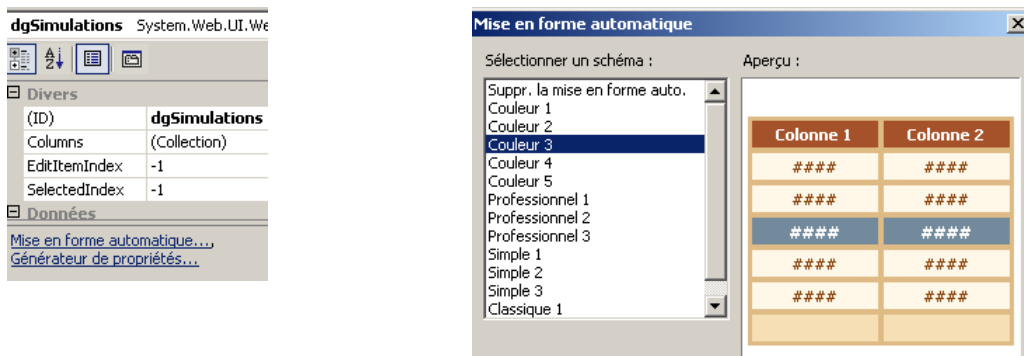 dgSimulations System.Web.UI.We
Divers
(ID) dgSimulations
Columns (Collection)
EditItemIndex -1
SelectedIndex -1
Données
Mise en forme automatique...,
Générateur de propriétés...
Mise en forme automatique
Sélectionner un schéma :
Suppr. la mise en forme auto.
Couleur 1
Couleur 2
Couleur 3
Couleur 4
Couleur 5
Professionnel 1
Professionnel 2
Professionnel 3
Simple 1
Simple 2
Simple 3
Classique 1
Aperçu :
Colonne 1 Colonne 2
#### ####
#### ####
#### ####
#### ####
#### ####